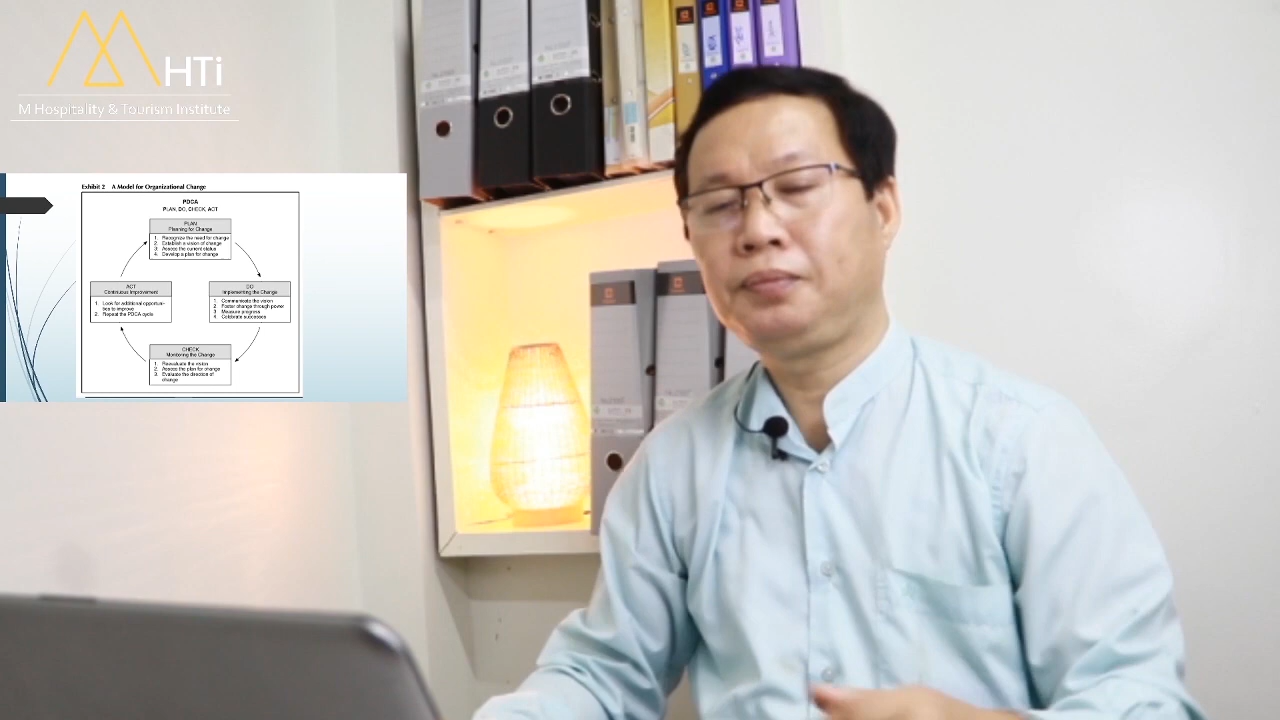 HTi
M Hospitality & Tourism Institute
Exhibit 2 A Model for Organizational Change
PDCA
PLAN, DO, CHECK, ACT
PLAN
Planning for Change
1. Recognize the need for change
2. Establish a vision of change
3. Assess the current status
4. Develop a plan for change
ACT
Continuous Improvement
1. Look for additional opportuni-
ties to improve
2. Repeat the PDCA cycle
DO
Implementing the Change
1. Communicate the vision
2. Foster change through power
3. Measure progress
4. Celebrate successes
CHECK
Monitoring the Change
1. Reevaluate the vision
2. Assess the plan for change
3. Evaluate the direction of
change